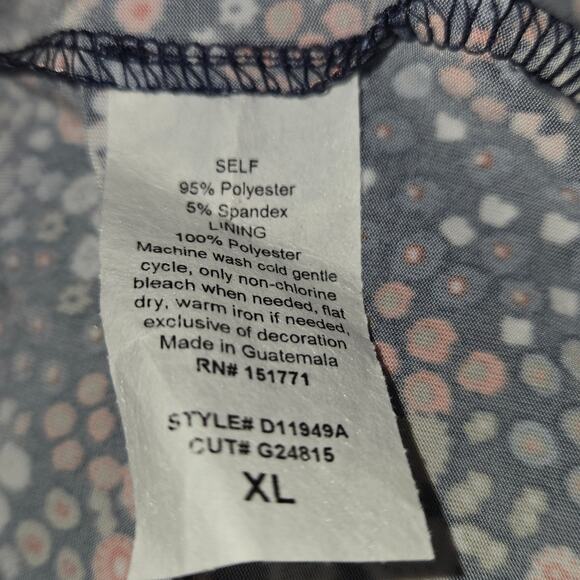 SELF
95% Polyester
5% Spandex
LINING
100% Polyester
Machine wash cold gentle
cycle, only non-chlorine
bleach when needed, flat
dry, warm iron if needed,
exclusive of decoration
Made in Guatemala
RN# 151771
STYLE# D11949A
CUT# G24815
XL